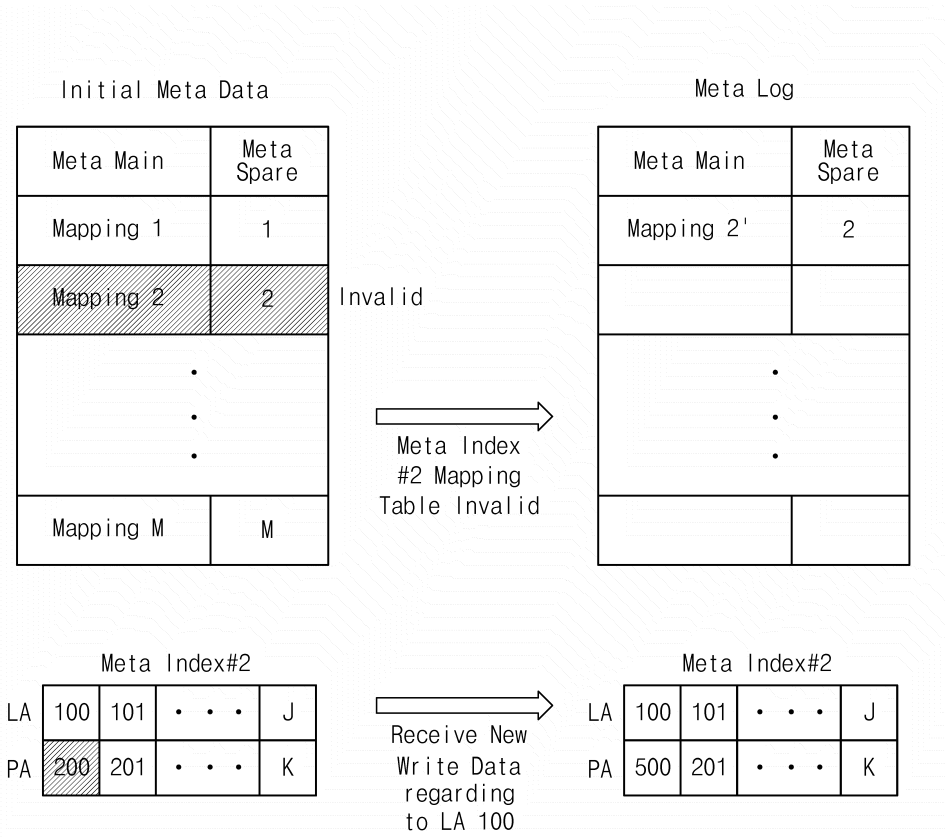 Initial Meta Data
Meta Main
Meta
Spare
Mapping 1
1
Mapping 2
2
Invalid
Mapping M
M
Meta Index
#2 Mapping
Table Invalid
Meta Log
Meta Main
Meta
Spare
Mapping 2'
2
Meta Index#2
LA 100 101 · · · J
PA 200 201 · · · K
Receive New
Write Data
regarding
to LA 100
Meta Index#2
LA 100 101 · · · J
PA 500 201 · · · K